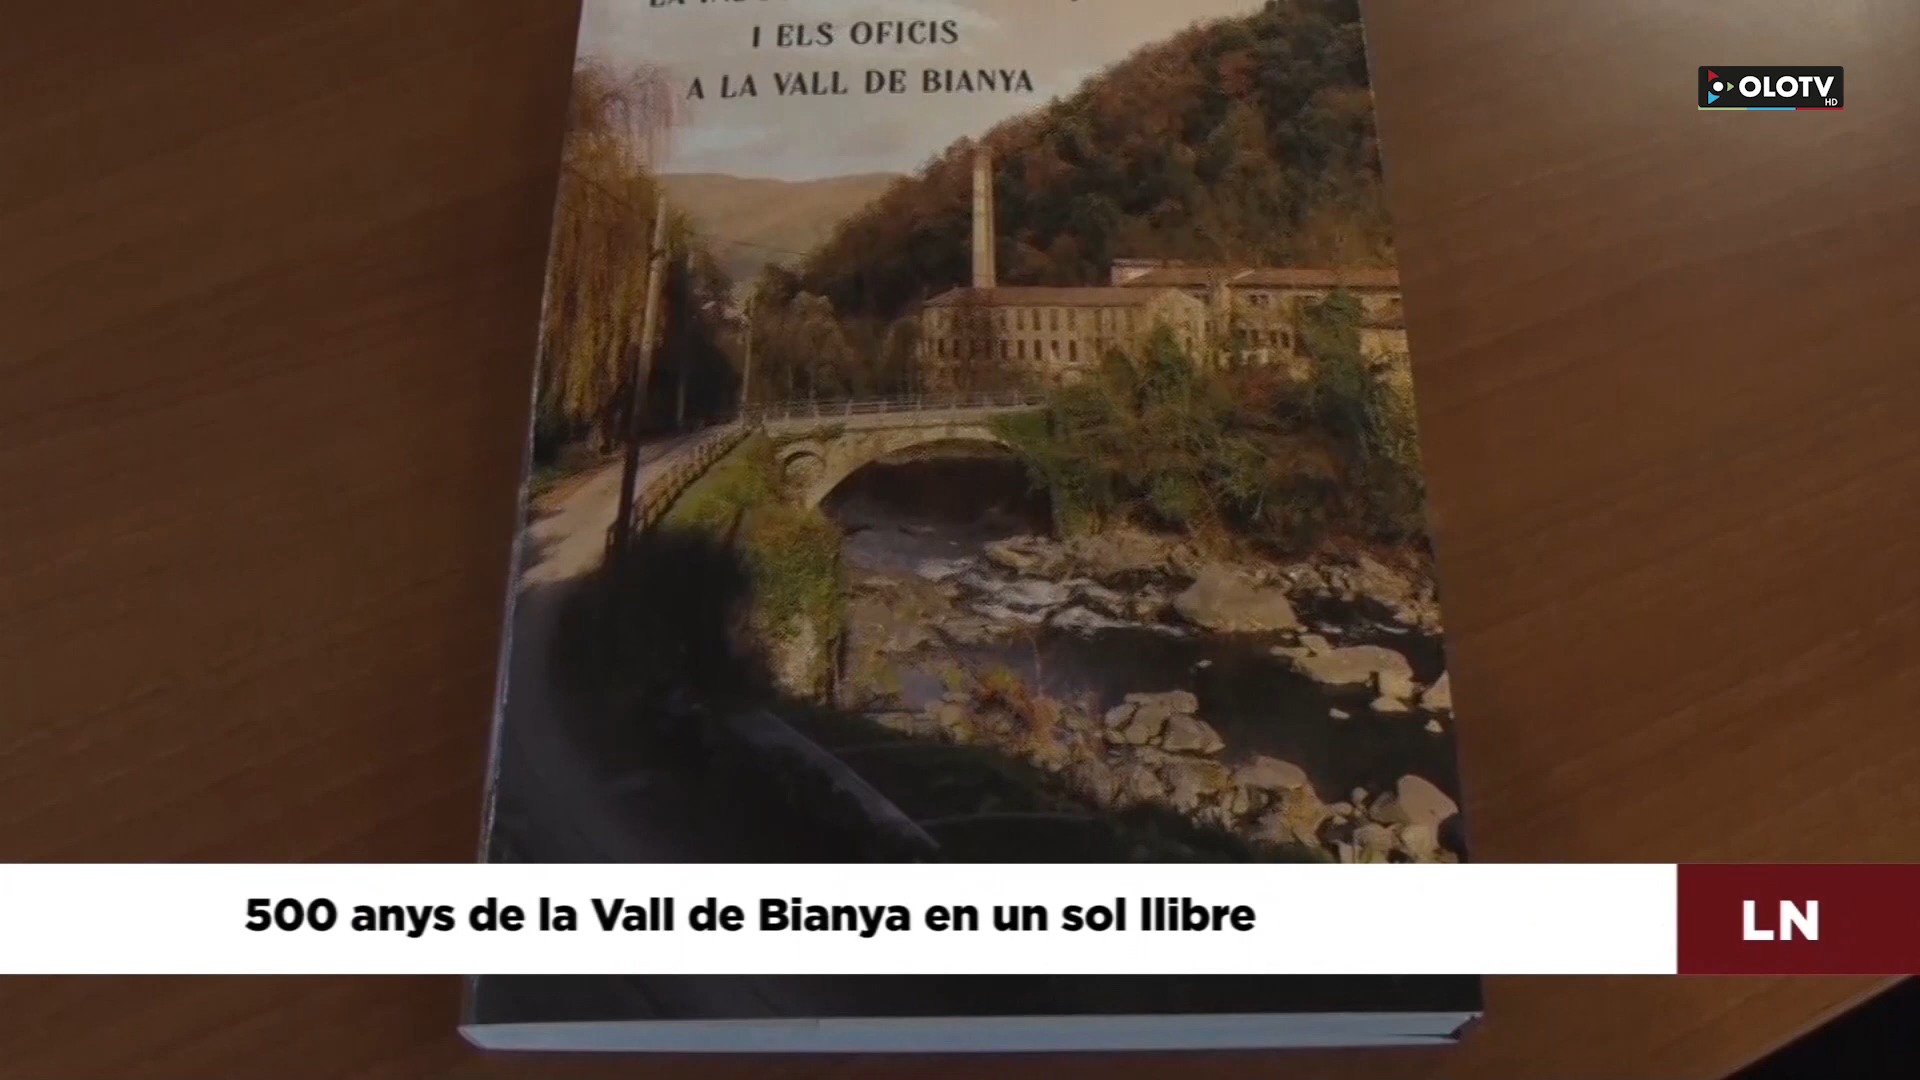 LA
I ELS OFICIS
A LA VALL DE BIANYA
OLOTV
HD
500 anys de la Vall de Bianya en un sol llibre
LN